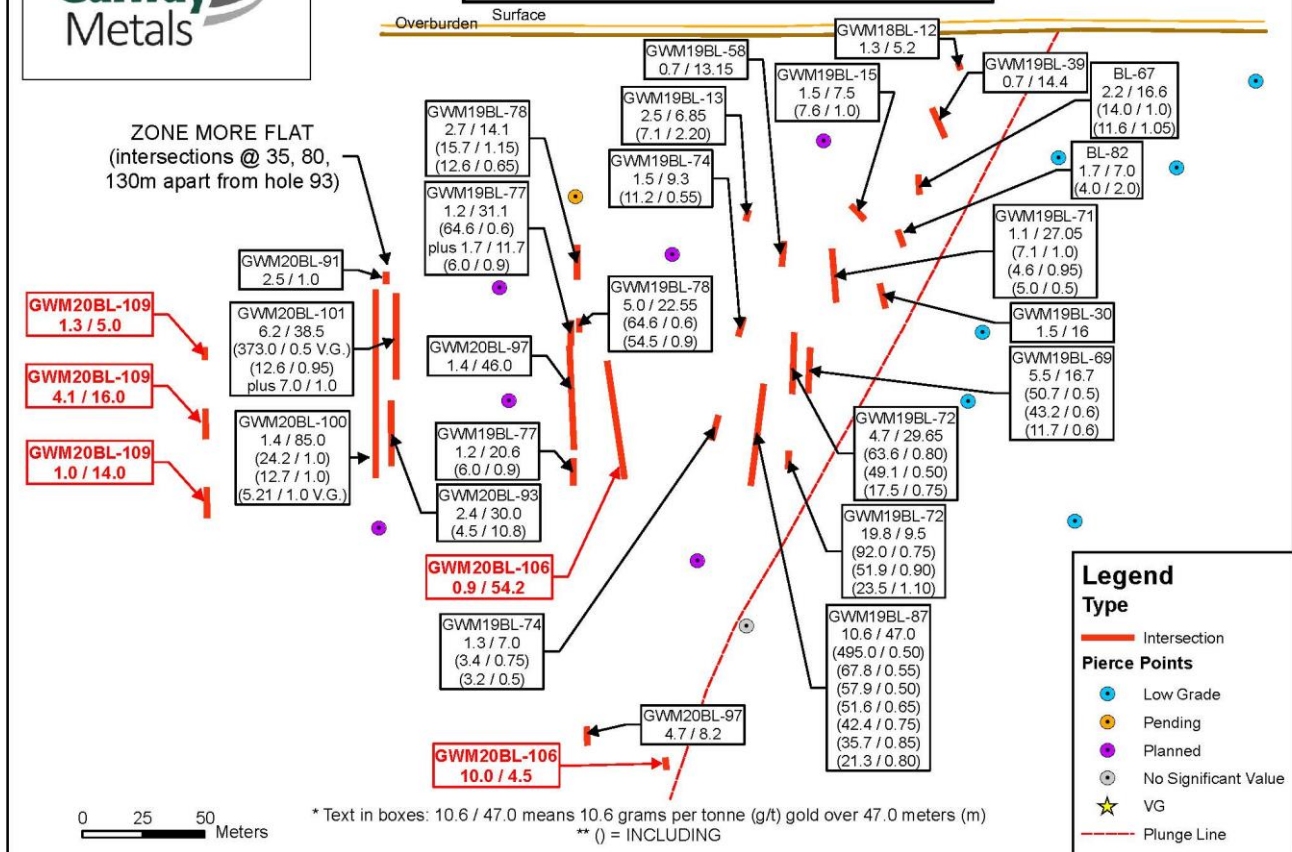 Metals
Overburden
Surface
GWM18BL-12
1.3 / 5.2
GWM19BL-58
0.7 / 13.15
GWM19BL-15
1.5 / 7.5
(7.6 / 1.0)
GWM19BL-39
0.7 / 14.4
BL-67
2.2 / 16.6
(14.0 / 1.0)
(11.6 / 1.05)
GWM19BL-78
2.7 / 14.1
(15.7 / 1.15)
(12.6 / 0.65)
GWM19BL-13
2.5 / 6.85
(7.1 / 2.20)
ZONE MORE FLAT
(intersections @ 35, 80,
130m apart from hole 93)
GWM19BL-74
1.5 / 9.3
(11.2 / 0.55)
BL-82
1.7 / 7.0
(4.0 / 2.0)
GWM19BL-77
1.2 / 31.1
(64.6 / 0.6)
plus 1.7 / 11.7
(6.0 / 0.9)
GWM19BL-71
1.1 / 27.05
(7.1 / 1.0)
(4.6 / 0.95)
(5.0 / 0.5)
GWM20BL-91
2.5 / 1.0
GWM19BL-78
5.0 / 22.55
(64.6 / 0.6)
(54.5 / 0.9)
GWM20BL-109
1.3 / 5.0
GWM20BL-101
6.2 / 38.5
(373.0 / 0.5 V.G.)
(12.6 / 0.95)
plus 7.0 / 1.0
GWM19BL-30
1.5 / 16
GWM20BL-97
1.4 / 46.0
GWM19BL-69
5.5 / 16.7
(50.7 / 0.5)
(43.2 / 0.6)
(11.7 / 0.6)
GWM20BL-109
4.1 / 16.0
GWM20BL-100
1.4 / 85.0
(24.2 / 1.0)
(12.7 / 1.0)
(5.21 / 1.0 V.G.)
GWM19BL-72
4.7 / 29.65
(63.6 / 0.80)
(49.1 / 0.50)
(17.5 / 0.75)
GWM19BL-77
1.2 / 20.6
(6.0 / 0.9)
GWM20BL-109
1.0 / 14.0
GWM20BL-93
2.4 / 30.0
(4.5 / 10.8)
GWM19BL-72
19.8 / 9.5
(92.0 / 0.75)
(51.9 / 0.90)
(23.5 / 1.10)
GWM20BL-106
0.9 / 54.2
GWM19BL-74
1.3 / 7.0
(3.4 / 0.75)
(3.2 / 0.5)
GWM19BL-87
10.6 / 47.0
(495.0 / 0.50)
(67.8 / 0.55)
(57.9 / 0.50)
(51.6 / 0.65)
(42.4 / 0.75)
(35.7 / 0.85)
(21.3 / 0.80)
GWM20BL-97
4.7 / 8.2
GWM20BL-106
10.0 / 4.5
Legend
Type
Intersection
Pierce Points
Low Grade
Pending
Planned
No Significant Value
VG
Plunge Line
0 25 50
Meters
* Text in boxes: 10.6 / 47.0 means 10.6 grams per tonne (g/t) gold over 47.0 meters (m)
** () = INCLUDING